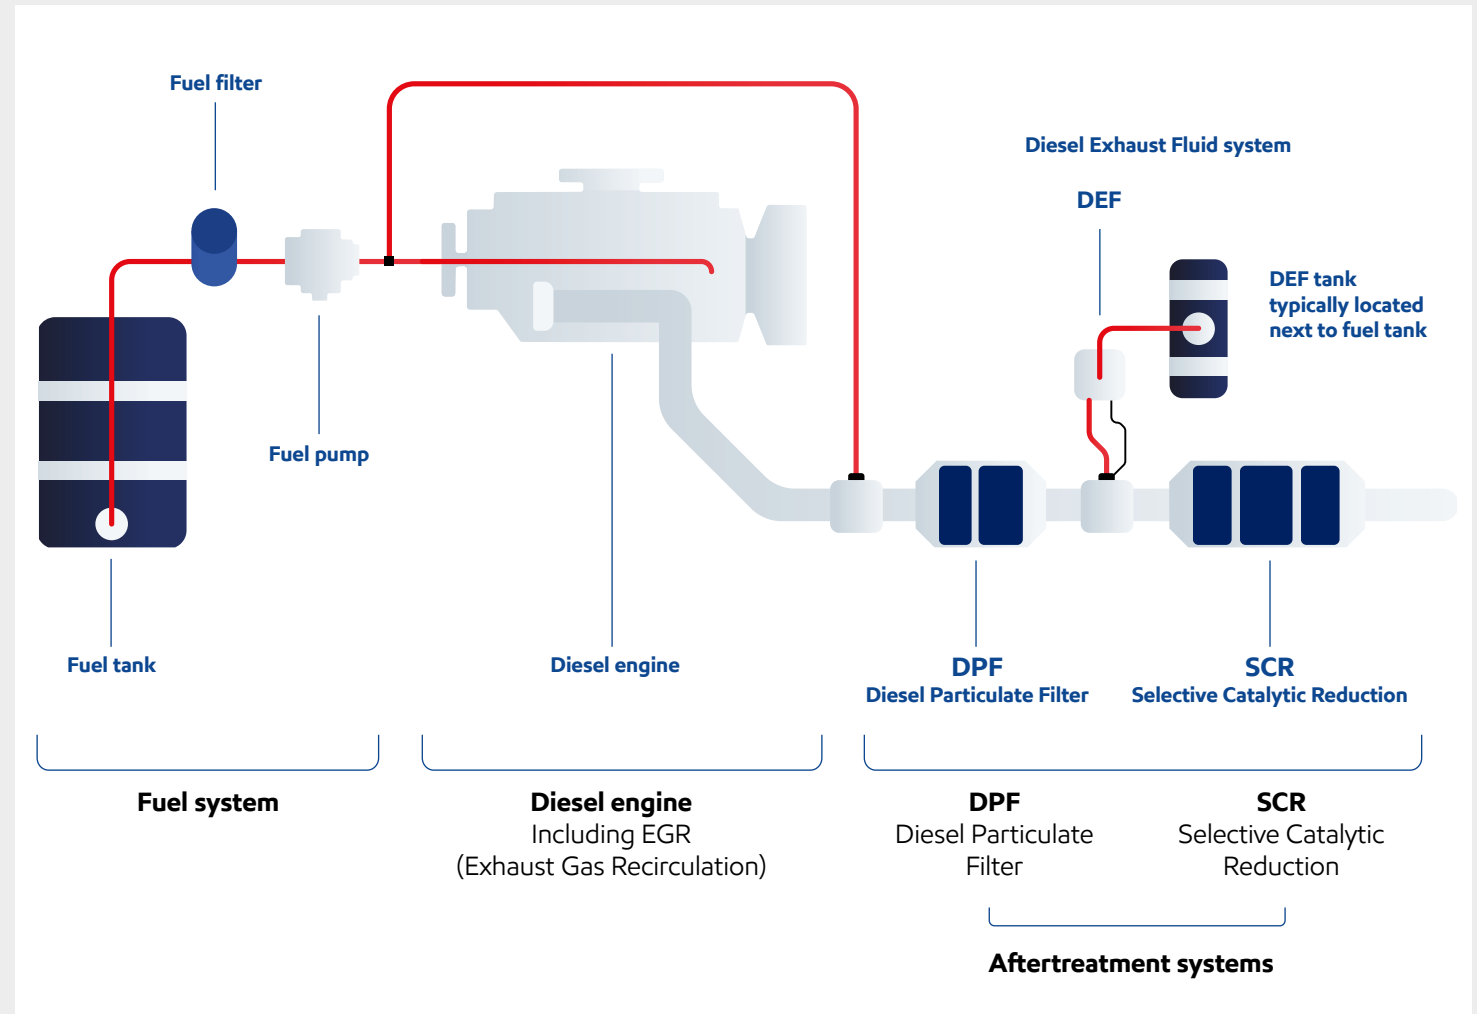 Fuel filter
Diesel Exhaust Fluid system
DEF
DEF tank
typically located
next to fuel tank
Fuel pump
Fuel tank
Diesel engine
DPF
Diesel Particulate Filter
SCR
Selective Catalytic Reduction
Fuel system
Diesel engine
Including EGR
(Exhaust Gas Recirculation)
DPF
Diesel Particulate
Filter
SCR
Selective Catalytic
Reduction
Aftertreatment systems